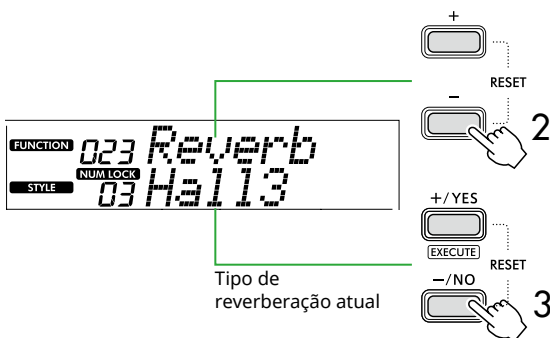 +
RESET
−
2
FUNCTION 023 Reverb
NUM LOCK
STYLE 03 Hall3
+/YES
EXECUTE
RESET
−/NO
3
Tipo de
reverberação atual